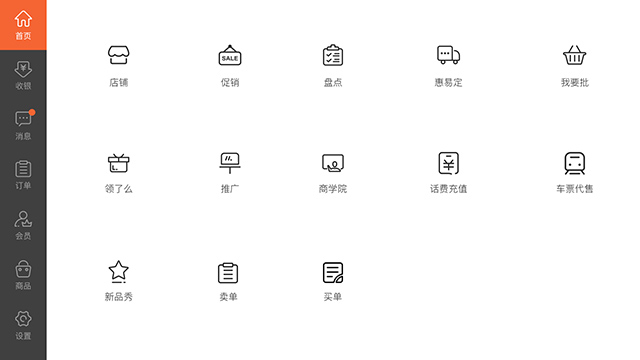 首页
收银
消息
订单
会员
商品
设置
店铺
SALE
促销
盘点
惠易定
我要批
领了么
推广
商学院
话费充值
车票代售
新品秀
卖单
买单